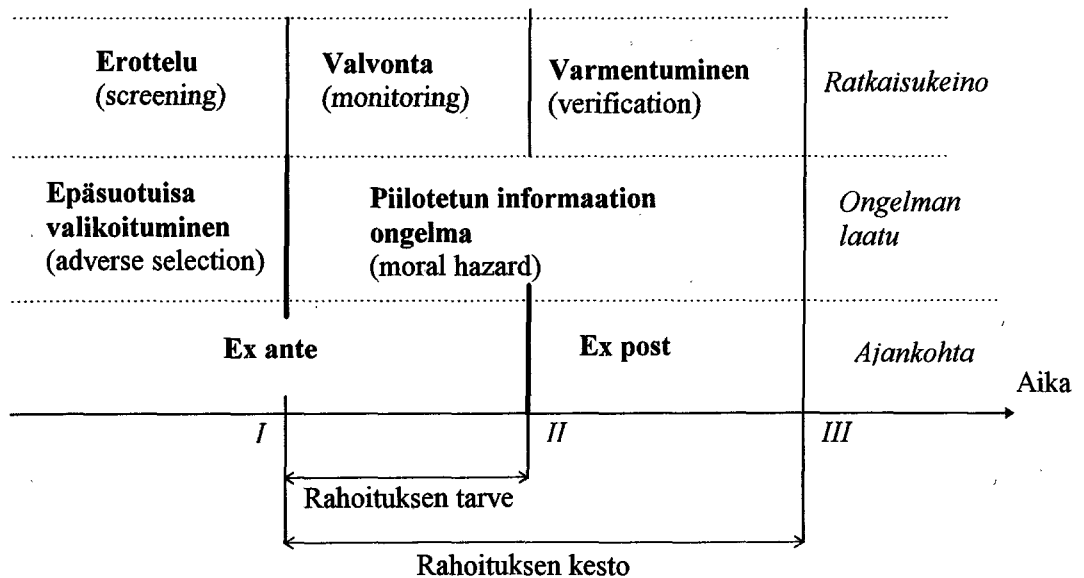 Erottelu
(screening)
Valvonta
(monitoring)
Varmentuminen
(verification)
Ratkaisukeino
Epäsuotuisa
valikoituminen
(adverse selection)
Piilotetun informaation
ongelma
(moral hazard)
Ongelman
laatu
Ex ante
Ex post
Ajankohta
Aika
I
II
III
Rahoituksen tarve
Rahoituksen kesto